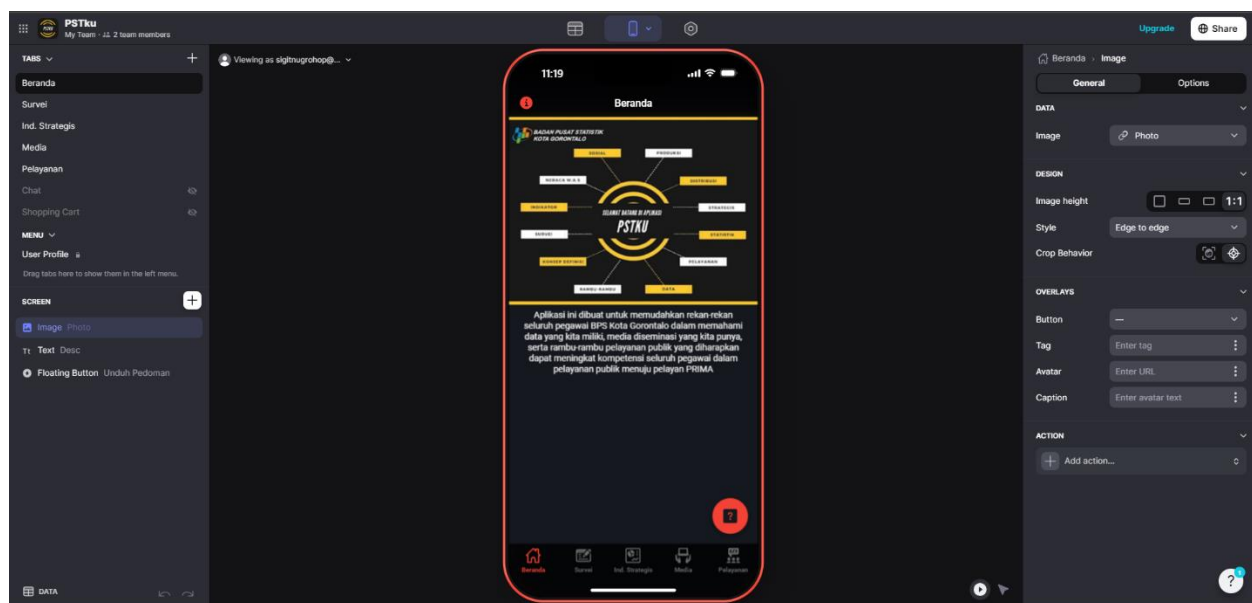 PSTku
My Team · 2 team members
Upgrade
Share
TABS
Beranda
Survei
Ind. Strategis
Media
Pelayanan
Chat
Shopping Cart
MENU
User Profile
Drag tabs here to show them in the left menu.
SCREEN
Image Photo
Tt Text Desc
Floating Button Unduh Pedoman
DATA
Viewing as sigitnugrohop@...
11:19
Beranda
BADAN PUSAT STATISTIK
KOTA GORONTALO
SOSIAL
PRODUKSI
NERACA W.A.S
DISTRIBUSI
INDIKATOR
STRATEGIS
SELAMAT DATANG DI APLIKASI
PSTKU
STATISTIK
KONSEP DEFINISI
PELAYANAN
RAMBU-RAMBU
DATA
Aplikasi ini dibuat untuk memudahkan rekan-rekan
seluruh pegawai BPS Kota Gorontalo dalam memahami
data yang kita miliki, media diseminasi yang kita punya,
serta rambu-rambu pelayanan publik yang diharapkan
dapat meningkat kompetensi seluruh pegawai dalam
pelayanan publik menuju pelayan PRIMA
?
Beranda
Survei
Ind. Strategis
Media
Pelayanan
Beranda › Image
General
Options
DATA
Image
Photo
DESIGN
Image height
1:1
Style
Edge to edge
Crop Behavior
OVERLAYS
Button
—
Tag
Enter tag
Avatar
Enter URL
Caption
Enter avatar text
ACTION
Add action...
?